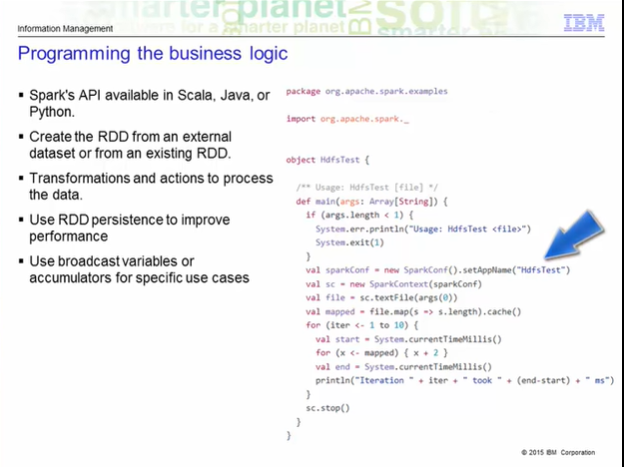 smarter planet
smarter planet
Information Management
IBM
Programming the business logic
▪ Spark's API available in Scala, Java, or
Python.
▪ Create the RDD from an external
dataset or from an existing RDD.
▪ Transformations and actions to process
the data.
▪ Use RDD persistence to improve
performance
▪ Use broadcast variables or
accumulators for specific use cases
package org.apache.spark.examples
import org.apache.spark._
object HdfsTest {
/** Usage: HdfsTest [file] */
def main(args: Array[String]) {
if (args.length < 1) {
System.err.println("Usage: HdfsTest <file>")
System.exit(1)
}
val sparkConf = new SparkConf().setAppName("HdfsTest")
val sc = new SparkContext(sparkConf)
val file = sc.textFile(args(0))
val mapped = file.map(s => s.length).cache()
for (iter <- 1 to 10) {
val start = System.currentTimeMillis()
for (x <- mapped) { x + 2 }
val end = System.currentTimeMillis()
println("Iteration " + iter + " took " + (end-start) + " ms")
}
sc.stop()
}
}
© 2015 IBM Corporation